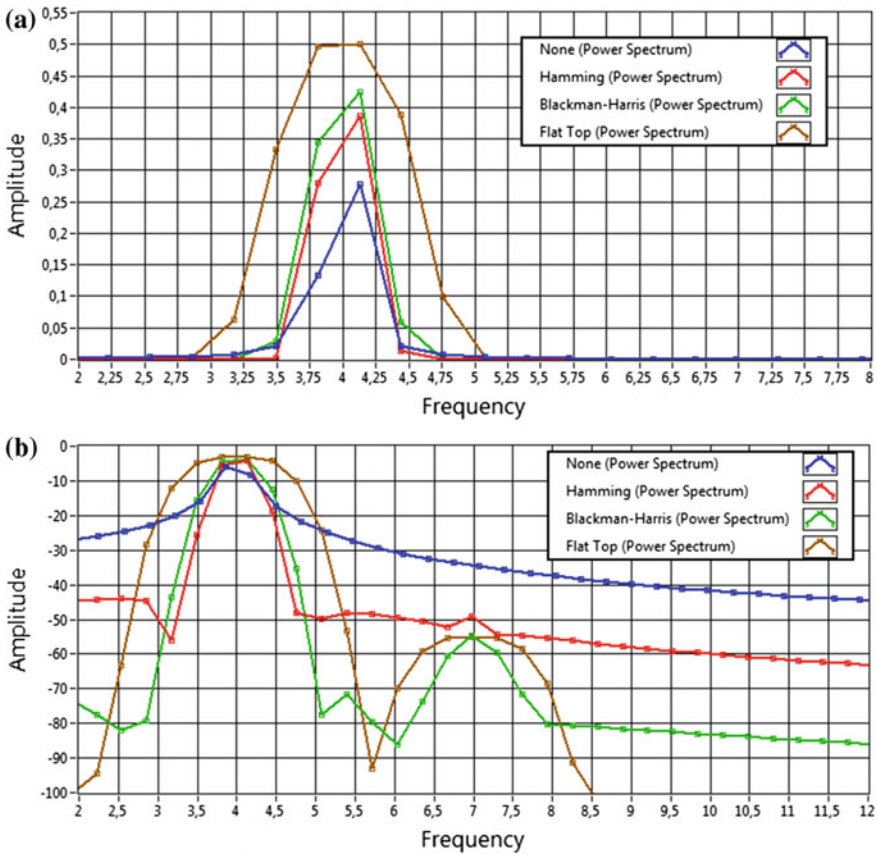 (a)
0,55
0,5
0,45
0,4
0,35
0,3
0,25
0,2
0,15
0,1
0,05
0
Amplitude
None (Power Spectrum)
Hamming (Power Spectrum)
Blackman-Harris (Power Spectrum)
Flat Top (Power Spectrum)
2 2,25 2,5 2,75 3 3,25 3,5 3,75 4 4,25 4,5 4,75 5 5,25 5,5 5,75 6 6,25 6,5 6,75 7 7,25 7,5 7,75 8
Frequency
(b)
0
-10
-20
-30
-40
-50
-60
-70
-80
-90
-100
Amplitude
None (Power Spectrum)
Hamming (Power Spectrum)
Blackman-Harris (Power Spectrum)
Flat Top (Power Spectrum)
2 2,5 3 3,5 4 4,5 5 5,5 6 6,5 7 7,5 8 8,5 9 9,5 10 10,5 11 11,5 12
Frequency